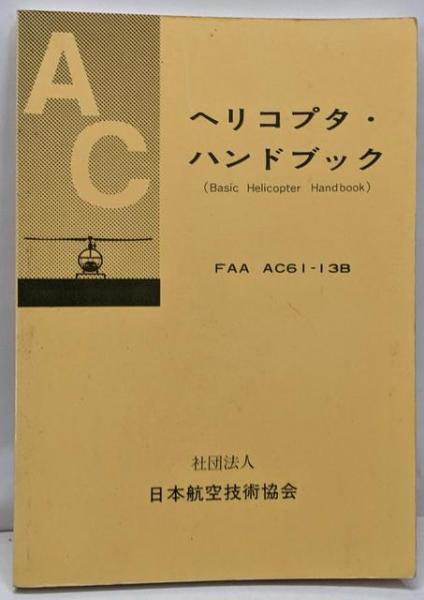 A
C
ヘリコプタ・
ハンドブック
(Basic Helicopter Handbook)
FAA AC61-13B
社団法人
日本航空技術協会